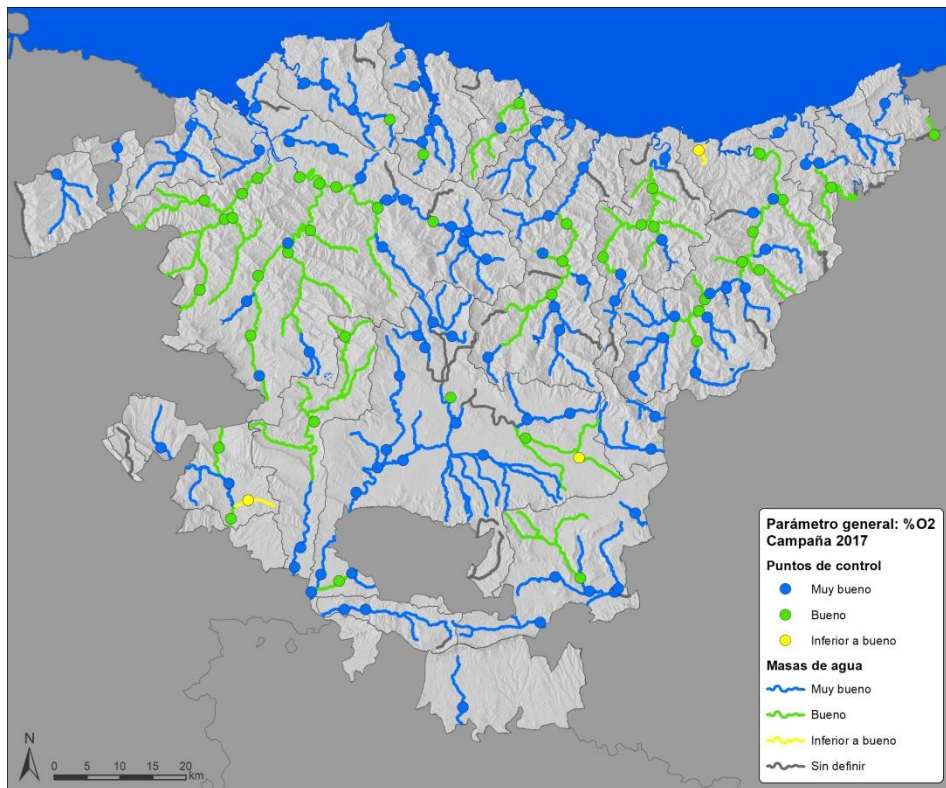 Parámetro general: %O2
Campaña 2017
Puntos de control
Muy bueno
Bueno
Inferior a bueno
Masas de agua
Muy bueno
Bueno
Inferior a bueno
Sin definir
N
0 5 10 15 20
km